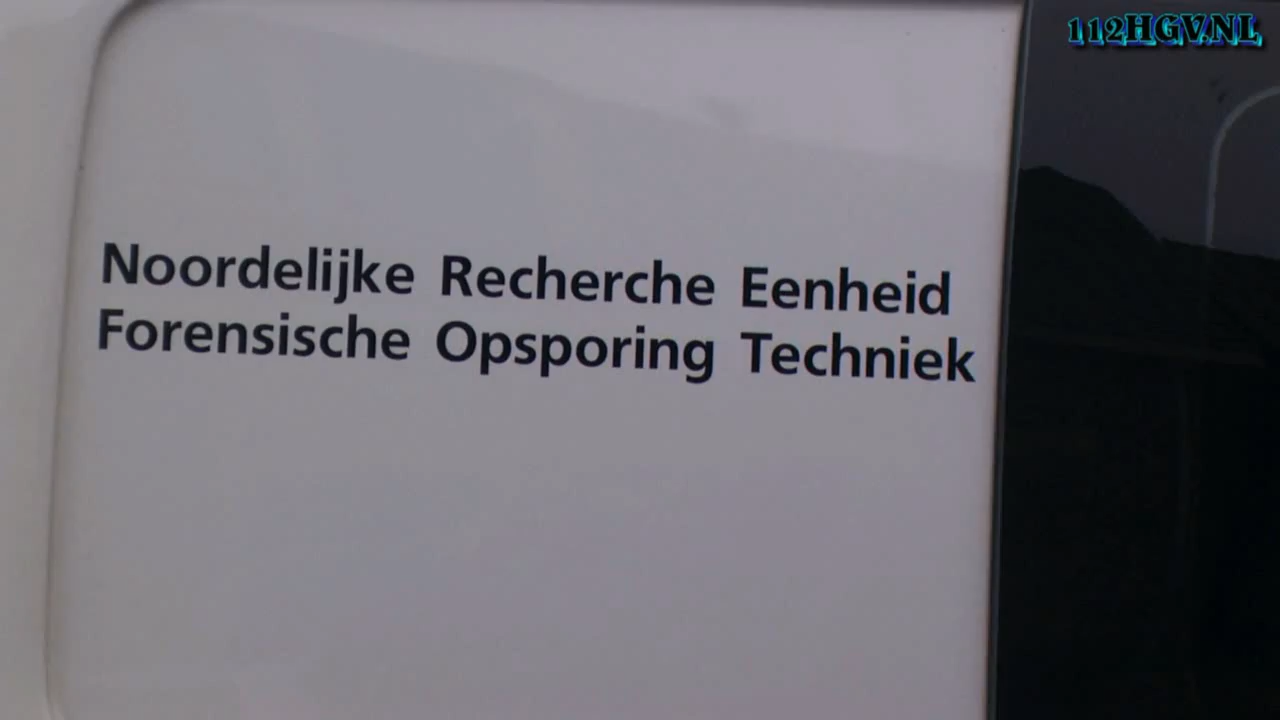 112HGV.NL
Noordelijke Recherche Eenheid
Forensische Opsporing Techniek